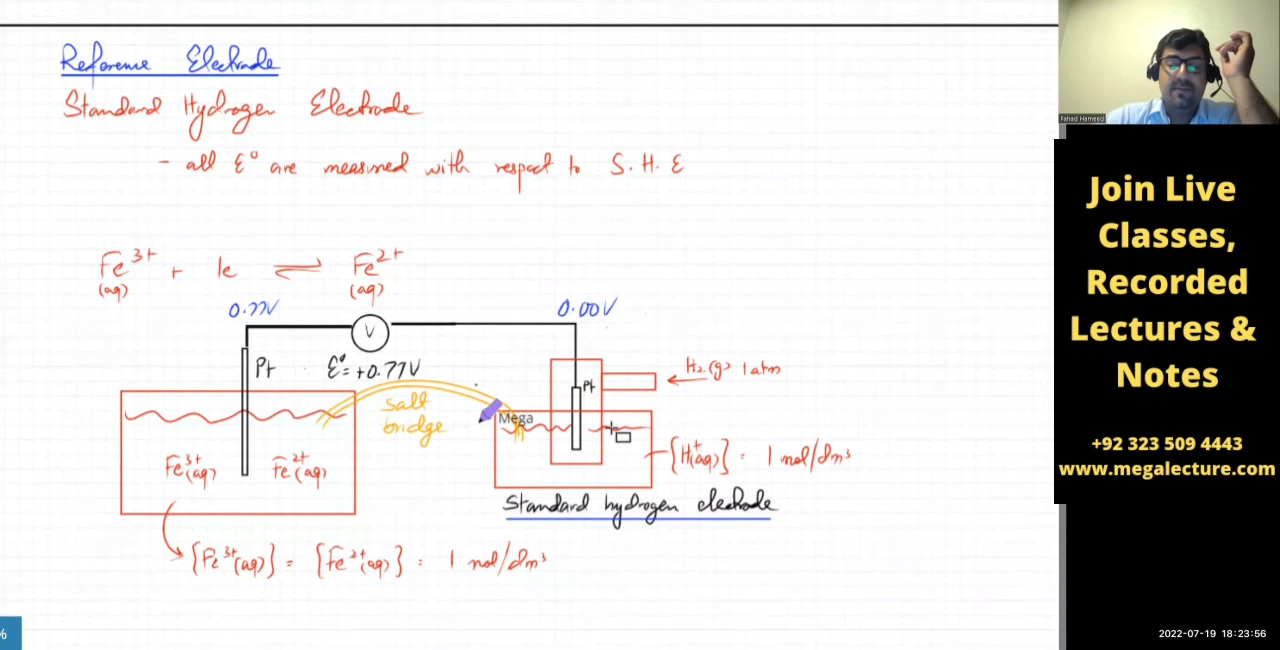 Reference Electrode
Standard Hydrogen Electrode
- all E° are measured with respect to S.H.E
Fe³⁺ + 1e ⇌ Fe²⁺
(aq) (aq)
0.77V
0.00V
V
Pt
E° = +0.77V
Pt
H₂(g) 1atm
salt
bridge
Mega
Fe³⁺(aq) Fe²⁺(aq)
[H⁺(aq)] = 1 mol/dm³
Standard hydrogen electrode
[Fe³⁺(aq)] = [Fe²⁺(aq)] = 1 mol/dm³
%
Fahad Hameed
Join Live
Classes,
Recorded
Lectures &
Notes
+92 323 509 4443
www.megalecture.com
2022-07-19 18:23:56